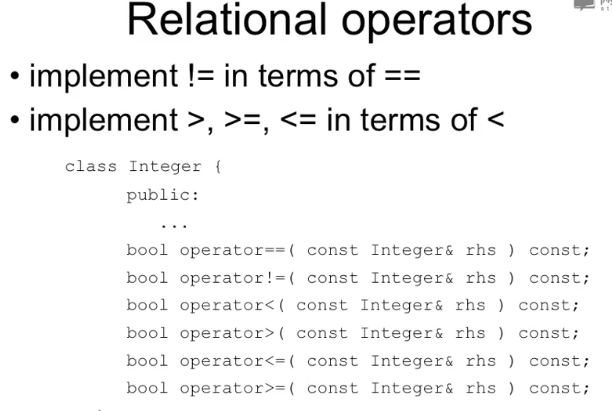 Relational operators
• implement != in terms of ==
• implement >, >=, <= in terms of <
class Integer {
public:
...
bool operator==( const Integer& rhs ) const;
bool operator!=( const Integer& rhs ) const;
bool operator<( const Integer& rhs ) const;
bool operator>( const Integer& rhs ) const;
bool operator<=( const Integer& rhs ) const;
bool operator>=( const Integer& rhs ) const;